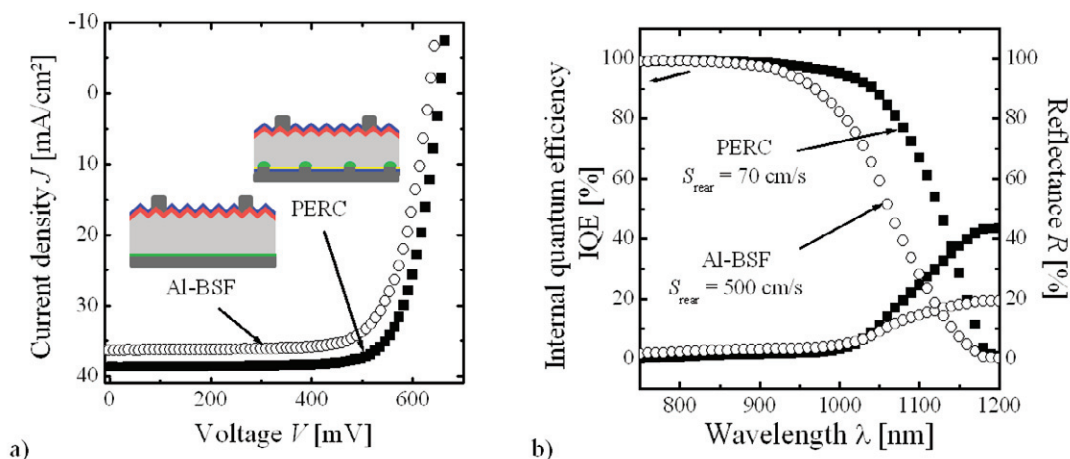 -10
0
10
20
30
40
Current density J [mA/cm²]
PERC
Al-BSF
0 200 400 600
Voltage V [mV]
a)
100
80
60
40
20
0
Internal quantum efficiency
IQE [%]
PERC
S rear = 70 cm/s
Al-BSF
S rear = 500 cm/s
100
80
60
40
20
0
Reflectance R
[%]
800 900 1000 1100 1200
Wavelength λ [nm]
b)